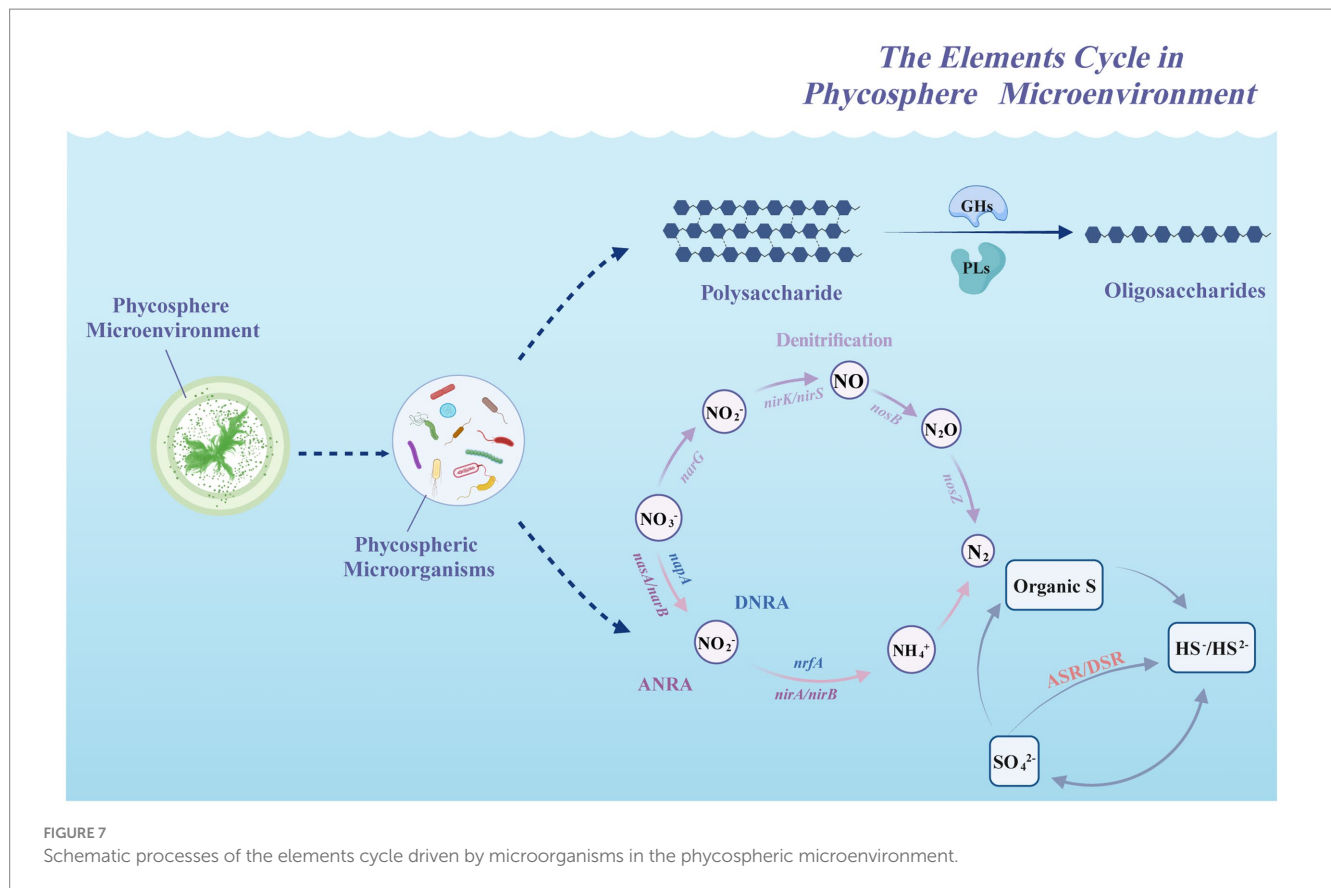 The Elements Cycle in
Phycosphere Microenvironment
GHs
PLs
Polysaccharide
Oligosaccharides
Phycosphere
Microenvironment
Phycospheric
Microorganisms
Denitrification
NO₃⁻
narG
NO₂⁻
nirK/nirS
NO
nosB
N₂O
nosZ
N₂
nasA/narB
napA
DNRA
NO₂⁻
ANRA
nrfA
nirA/nirB
NH₄⁺
Organic S
HS⁻/HS²⁻
ASR/DSR
SO₄²⁻
FIGURE 7
Schematic processes of the elements cycle driven by microorganisms in the phycospheric microenvironment.